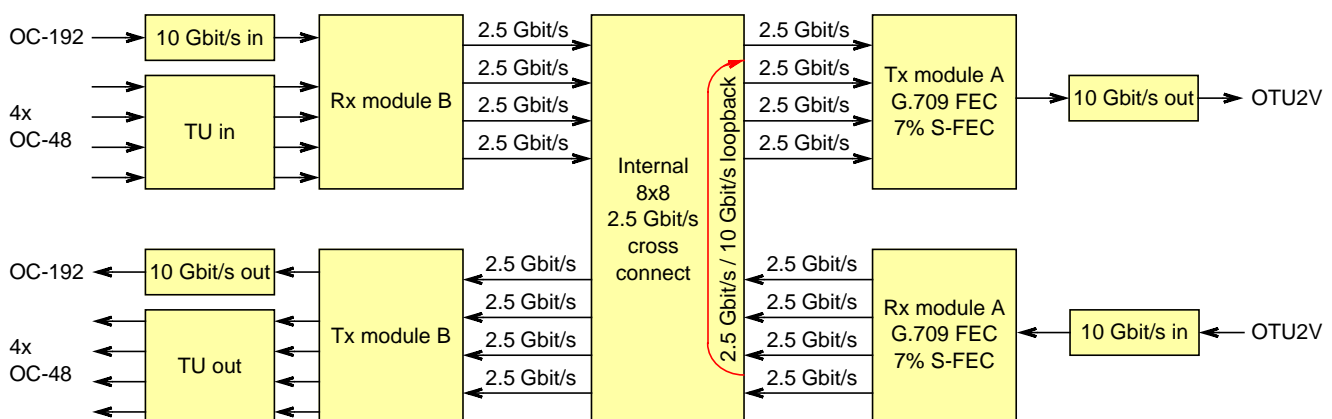 OC-192
10 Gbit/s in
4x
OC-48
TU in
Rx module B
2.5 Gbit/s
2.5 Gbit/s
2.5 Gbit/s
2.5 Gbit/s
Internal
8x8
2.5 Gbit/s
cross
connect
2.5 Gbit/s / 10 Gbit/s loopback
2.5 Gbit/s
2.5 Gbit/s
2.5 Gbit/s
2.5 Gbit/s
Tx module A
G.709 FEC
7% S-FEC
10 Gbit/s out
OTU2V
OC-192
10 Gbit/s out
4x
OC-48
TU out
Tx module B
2.5 Gbit/s
2.5 Gbit/s
2.5 Gbit/s
2.5 Gbit/s
2.5 Gbit/s
2.5 Gbit/s
2.5 Gbit/s
2.5 Gbit/s
Rx module A
G.709 FEC
7% S-FEC
10 Gbit/s in
OTU2V